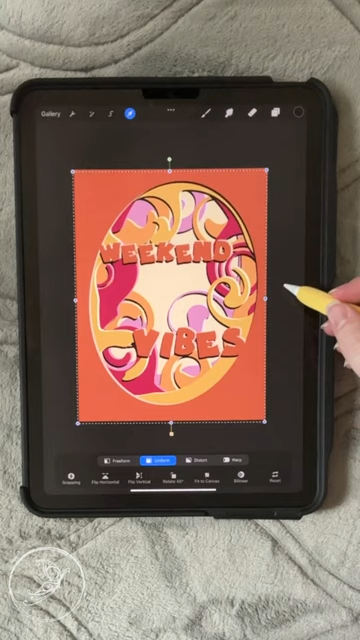 Gallery
WEEKEND
VIBES
Freeform
Uniform
Distort
Warp
Snapping
Flip Horizontal
Flip Vertical
Rotate 45°
Fit to Canvas
Bilinear
Reset